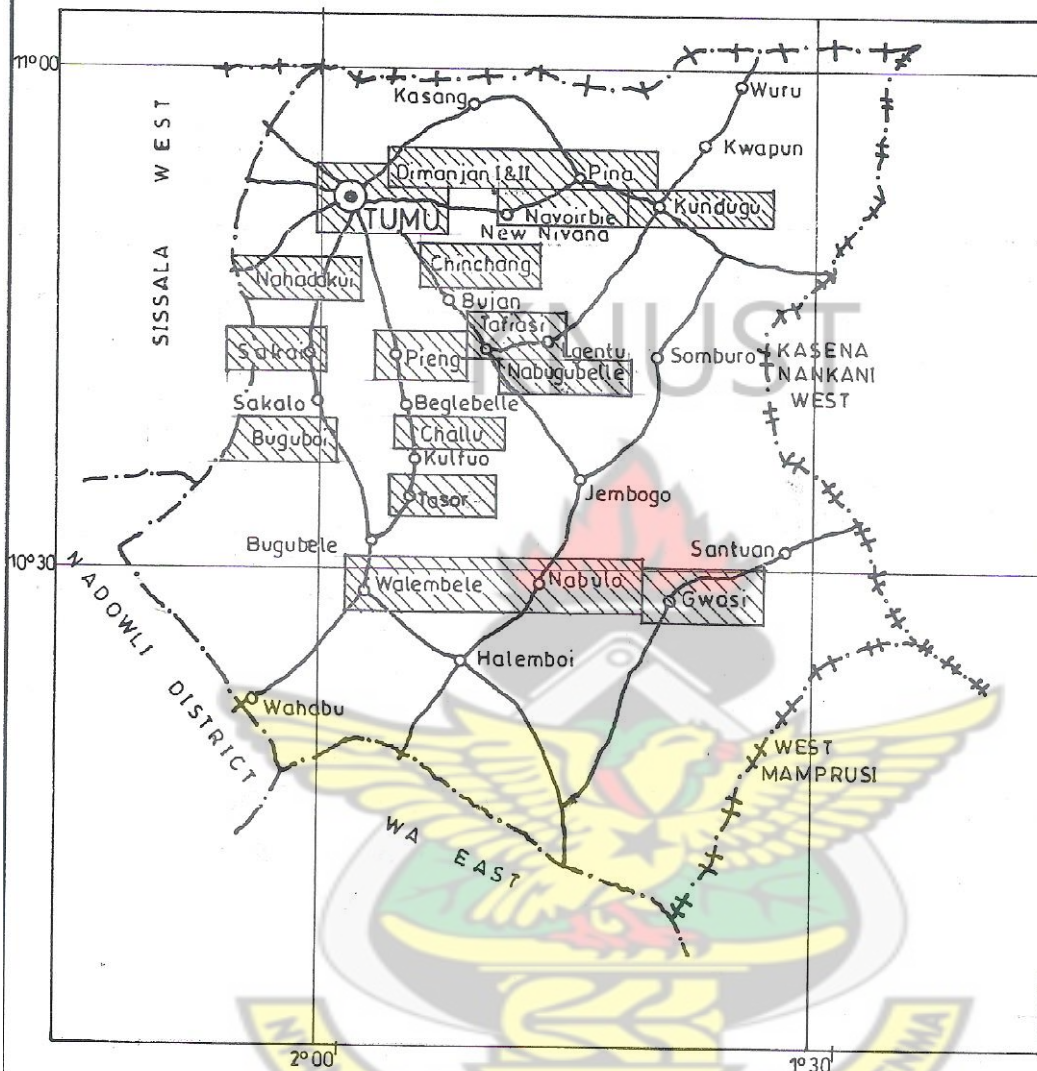 11°00
Kasang
Wuru
SISSALA WEST
Kwapun
Dimanjan I&II
Pina
TUMU
Navoirbie
Kundugu
New Nivana
Chinchang
Nahadakui
Bujan
KNUST
Tafrasi
Sakai
Pieng
Lgentu
Somburo
KASENA
NANKANI
WEST
Nabugubelle
Sakalo
Beglebelle
Buguboi
Challu
Kulfuo
Tasor
Jembogo
Bugubele
Santuan
10°30
NADOWLI
DISTRICT
Walembele
Nabulo
Gwasi
Halemboi
Wahabu
WEST
MAMPRUSI
WA EAST
2°00
1°30